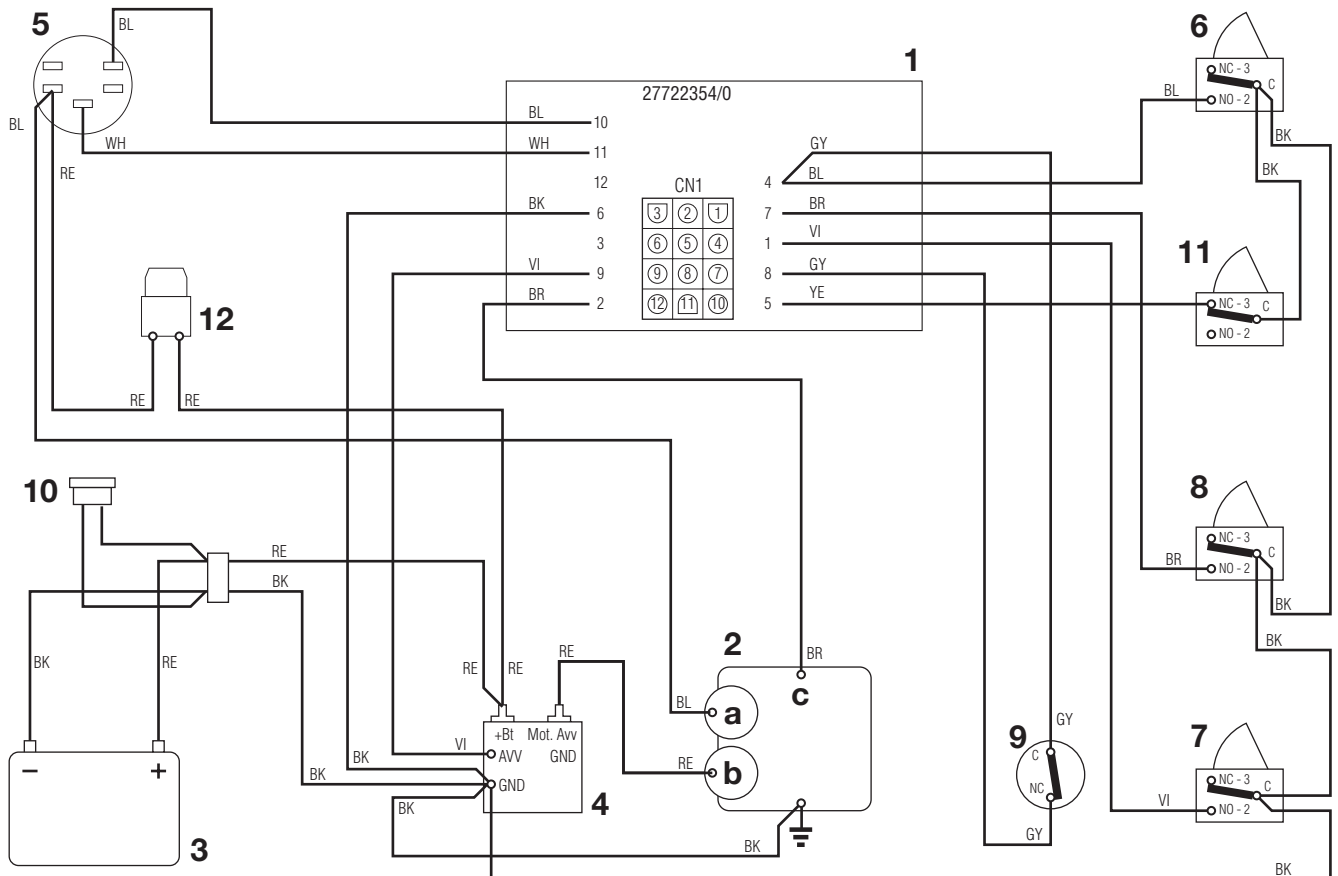 5
BL
BL
RE
WH
1
27722354/0
BL
10
WH
11
12
BK
6
3
VI
9
BR
2
CN1
3 2 1
6 5 4
9 8 7
12 11 10
GY
4
BL
7
BR
1
VI
8
GY
5
YE
6
NC - 3
C
NO - 2
BL
BK
BK
11
NC - 3
C
NO - 2
12
RE
RE
10
RE
BK
BK
RE
- +
3
8
NC - 3
C
NO - 2
BR
BK
BK
RE
RE
RE
+Bt
Mot. Avv
VI
AVV
GND
BK
BK
GND
BK
4
2
BR
c
BL
a
RE
b
BK
9
GY
C
NC
GY
7
NC - 3
C
NO - 2
VI
BK